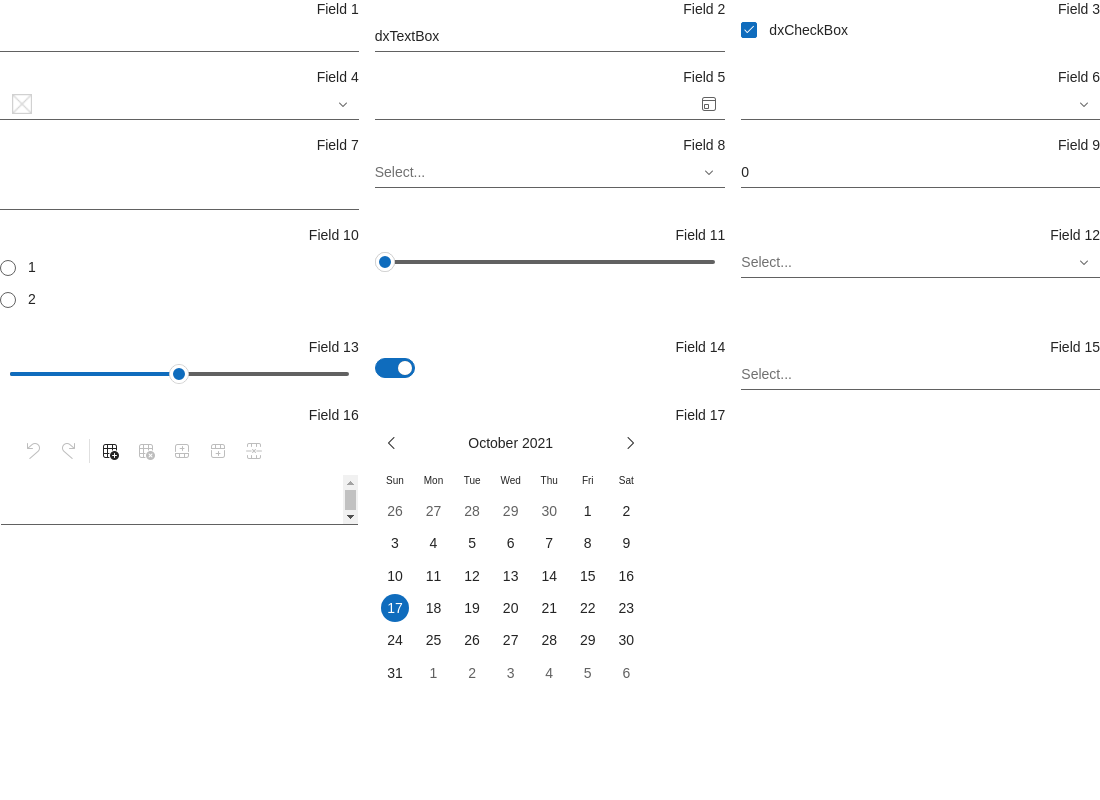 Field 1
Field 2
dxTextBox
Field 3
dxCheckBox
Field 4
Field 5
Field 6
Field 7
Field 8
Select...
Field 9
0
Field 10
1
2
Field 11
Field 12
Select...
Field 13
Field 14
Field 15
Select...
Field 16
Field 17
October 2021
Sun Mon Tue Wed Thu Fri Sat
26 27 28 29 30 1 2
3 4 5 6 7 8 9
10 11 12 13 14 15 16
17 18 19 20 21 22 23
24 25 26 27 28 29 30
31 1 2 3 4 5 6